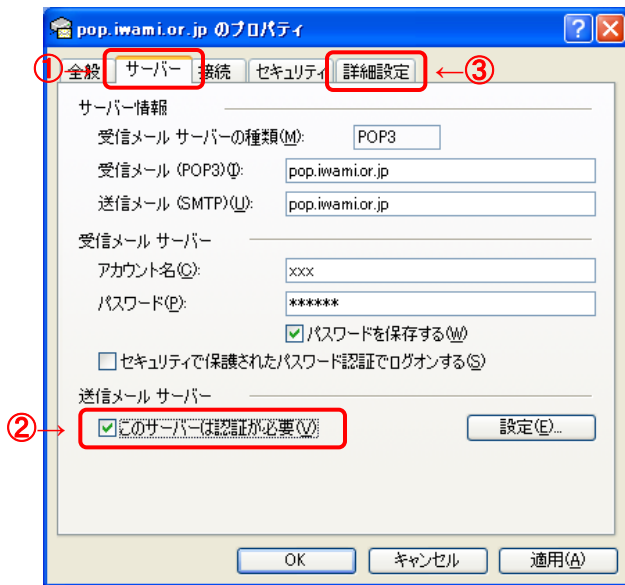 pop.iwami.or.jp のプロパティ
① 全般 サーバー 接続 セキュリティ 詳細設定 ←③
サーバー情報
受信メール サーバーの種類(M): POP3
受信メール (POP3)(I): pop.iwami.or.jp
送信メール (SMTP)(U): pop.iwami.or.jp
受信メール サーバー
アカウント名(C): xxx
パスワード(P): ******
パスワードを保存する(W)
セキュリティで保護されたパスワード認証でログオンする(S)
送信メール サーバー
②→ このサーバーは認証が必要(V) 設定(E)...
OK キャンセル 適用(A)